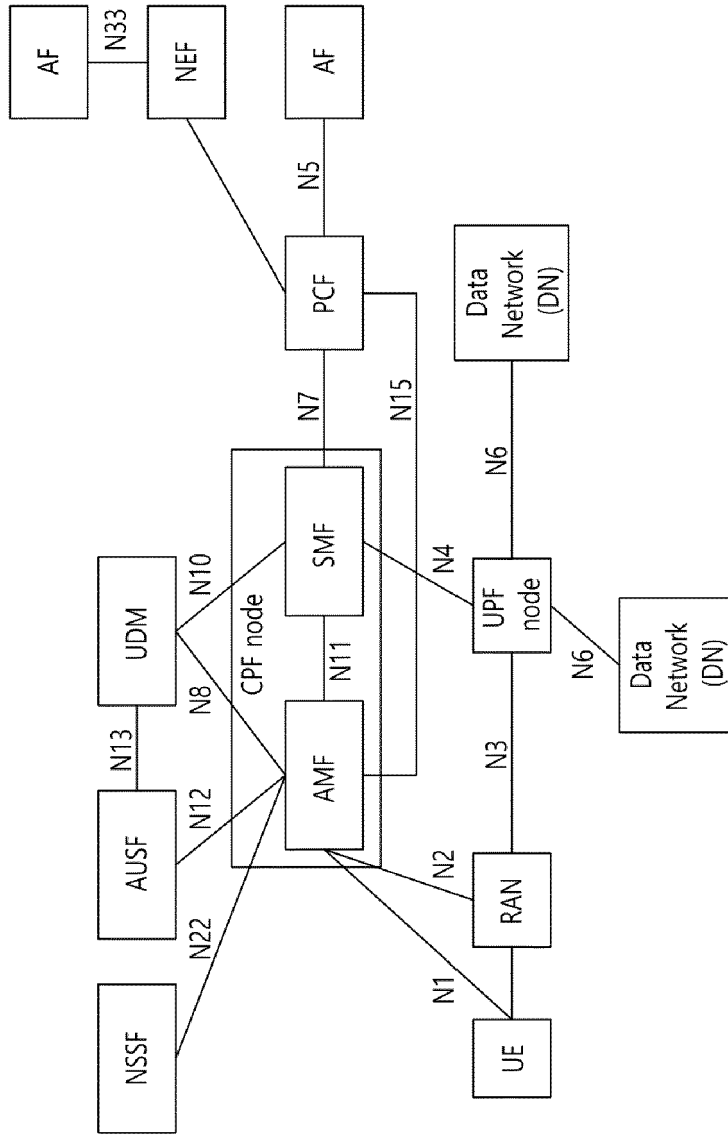 AF
N33
NEF
AF
N5
PCF
N7
N15
NSSF
AUSF
N13
UDM
N22
N12
N8
N10
CPF node
AMF
N11
SMF
N1
N2
N4
UE
RAN
N3
UPF
node
N6
Data
Network
(DN)
N6
Data
Network
(DN)